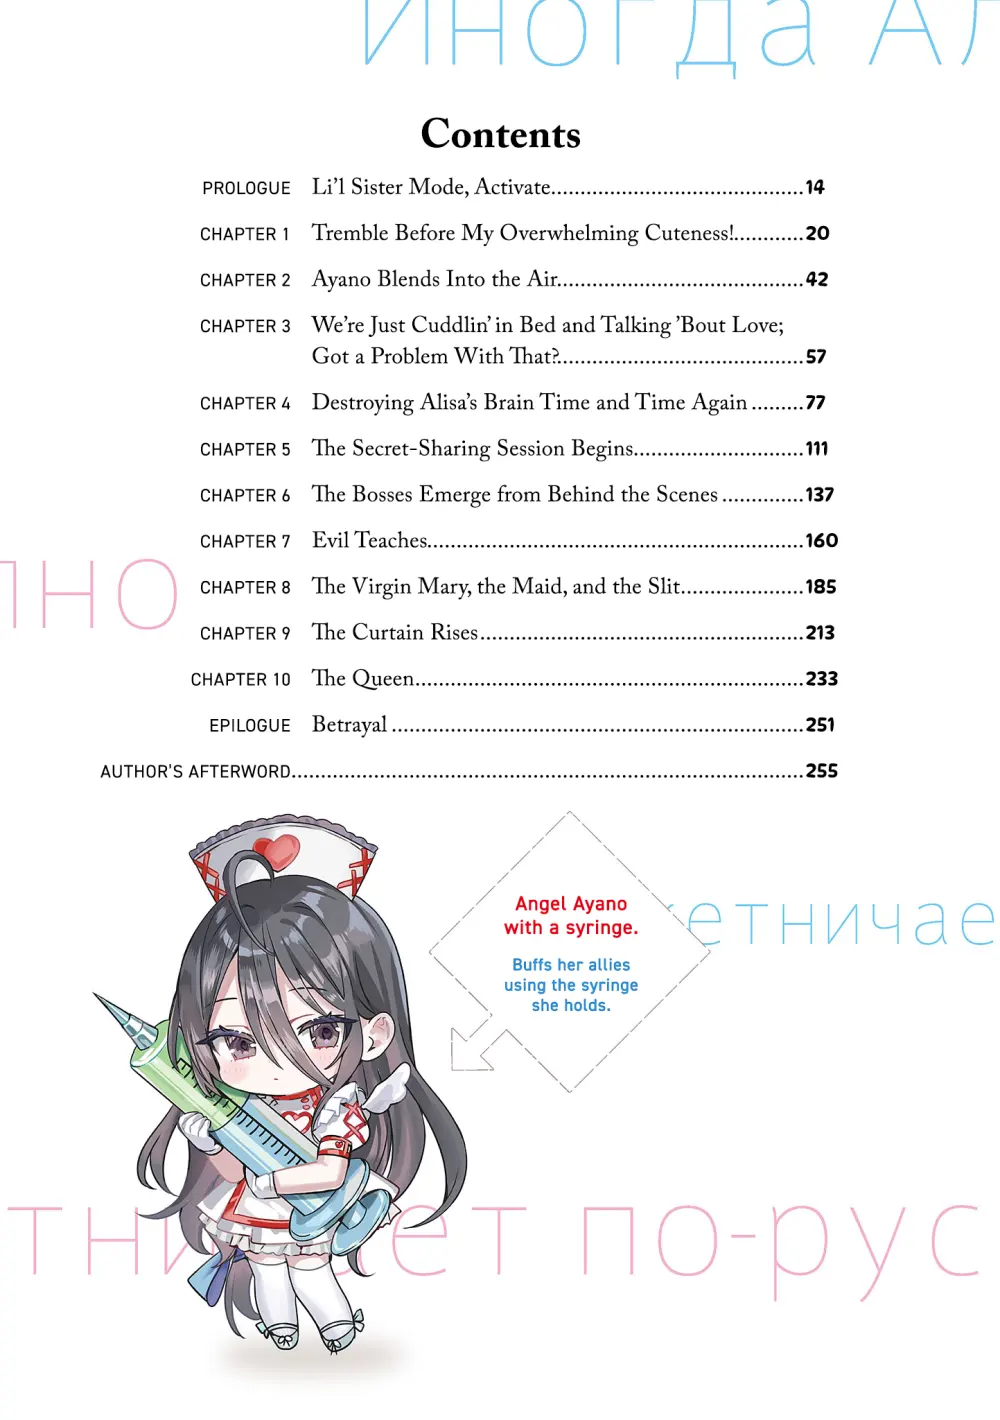 Иногда Ал
Contents
PROLOGUE Li’l Sister Mode, Activate..........................................14
CHAPTER 1 Tremble Before My Overwhelming Cuteness!............20
CHAPTER 2 Ayano Blends Into the Air..........................................42
CHAPTER 3 We’re Just Cuddlin’ in Bed and Talking ’Bout Love;
Got a Problem With That?.........................................57
CHAPTER 4 Destroying Alisa’s Brain Time and Time Again.........77
CHAPTER 5 The Secret-Sharing Session Begins.............................111
CHAPTER 6 The Bosses Emerge from Behind the Scenes..............137
CHAPTER 7 Evil Teaches................................................................160
лно
CHAPTER 8 The Virgin Mary, the Maid, and the Slit.....................185
CHAPTER 9 The Curtain Rises.......................................................213
CHAPTER 10 The Queen..................................................................233
EPILOGUE Betrayal......................................................................251
AUTHOR'S AFTERWORD.......................................................................................255
Angel Ayano
with a syringe.
кетничае
Buffs her allies
using the syringe
she holds.
тничает по-рус